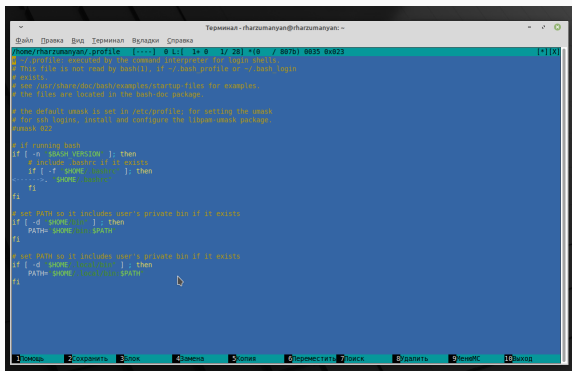 Терминал - rharzumanyan@rharzumanyan: ~
Файл Правка Вид Терминал Вкладки Справка
/home/rharzumanyan/.profile [----] 0 L:[ 1+ 0 1/ 28] *(0 / 807b) 0035 0x023 [*][X]
# ~/.profile: executed by the command interpreter for login shells.
# This file is not read by bash(1), if ~/.bash_profile or ~/.bash_login
# exists.
# see /usr/share/doc/bash/examples/startup-files for examples.
# the files are located in the bash-doc package.
# the default umask is set in /etc/profile; for setting the umask
# for ssh logins, install and configure the libpam-umask package.
#umask 022
# if running bash
if [ -n "$BASH_VERSION" ]; then
# include .bashrc if it exists
if [ -f "$HOME/.bashrc" ]; then
<------>. "$HOME/.bashrc"
fi
fi
# set PATH so it includes user's private bin if it exists
if [ -d "$HOME/bin" ] ; then
PATH="$HOME/bin:$PATH"
fi
# set PATH so it includes user's private bin if it exists
if [ -d "$HOME/.local/bin" ] ; then
PATH="$HOME/.local/bin:$PATH"
fi
1Помощь 2Сохранить 3Блок 4Замена 5Копия 6Переместить 7Поиск 8Удалить 9МенюMC 10Выход